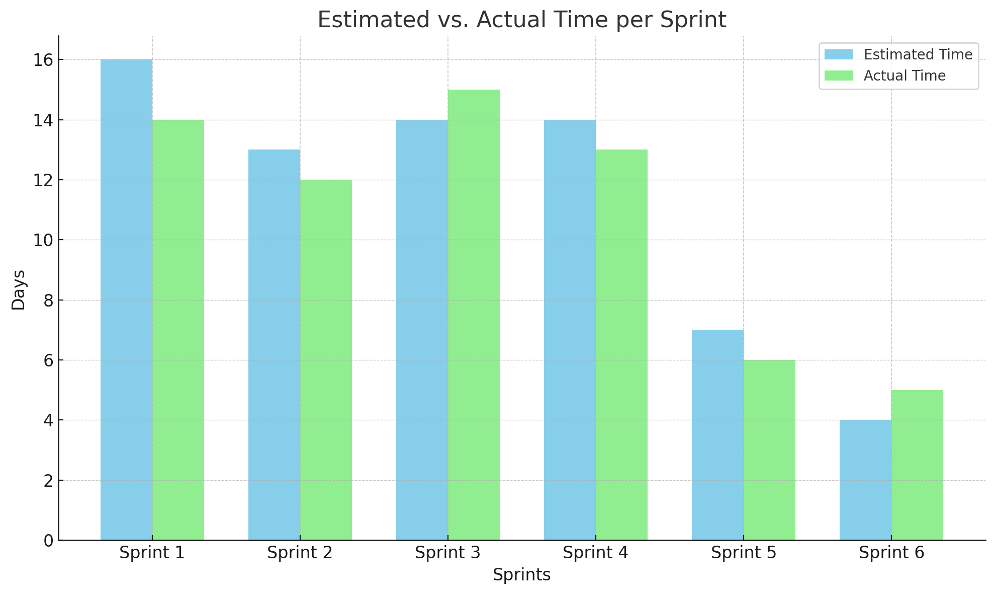 Estimated vs. Actual Time per Sprint
Estimated Time
Actual Time
16
14
12
10
8
6
4
2
0
Days
Sprint 1
Sprint 2
Sprint 3
Sprint 4
Sprint 5
Sprint 6
Sprints